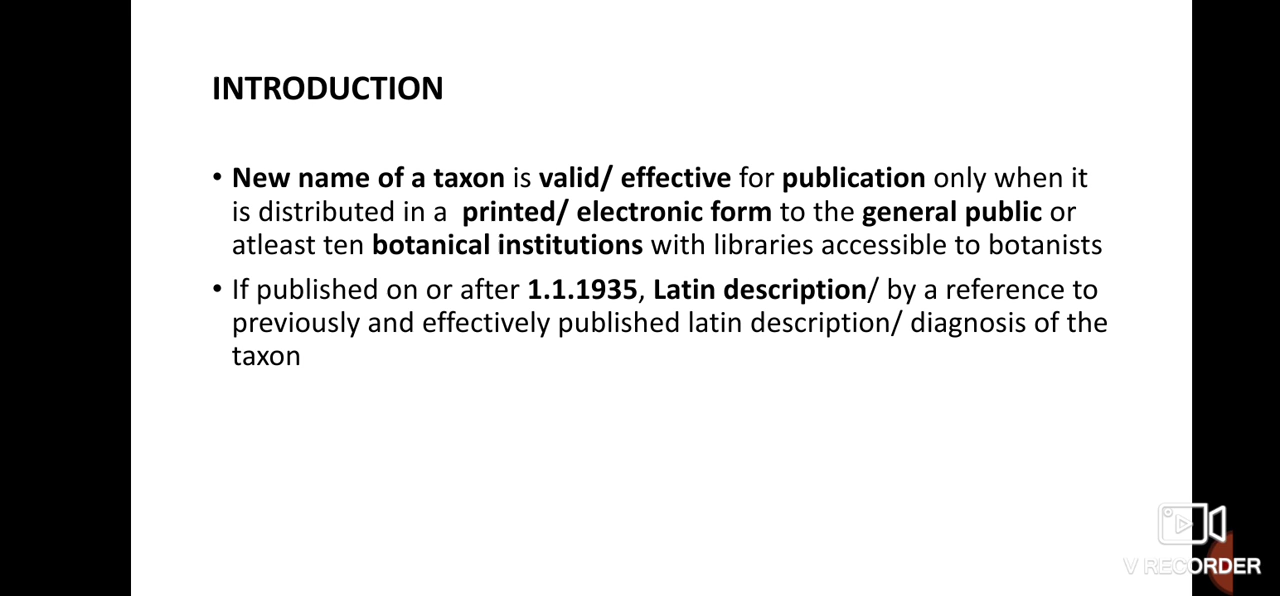 INTRODUCTION
• New name of a taxon is valid/ effective for publication only when it
is distributed in a printed/ electronic form to the general public or
atleast ten botanical institutions with libraries accessible to botanists
• If published on or after 1.1.1935, Latin description/ by a reference to
previously and effectively published latin description/ diagnosis of the
taxon
V RECORDER